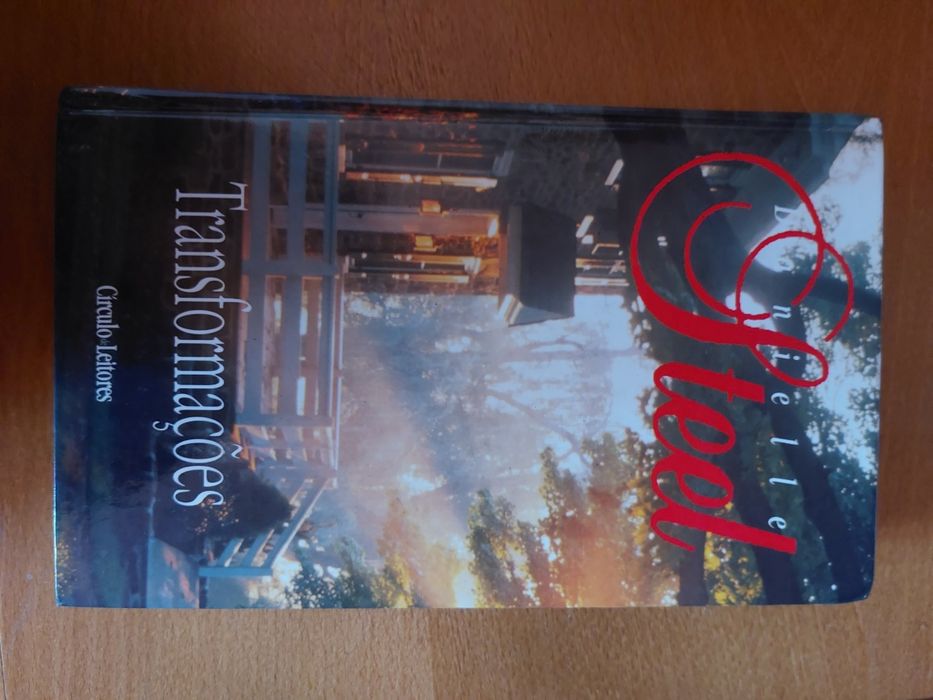 Danielle
Steel
Transformações
Círculo de Leitores